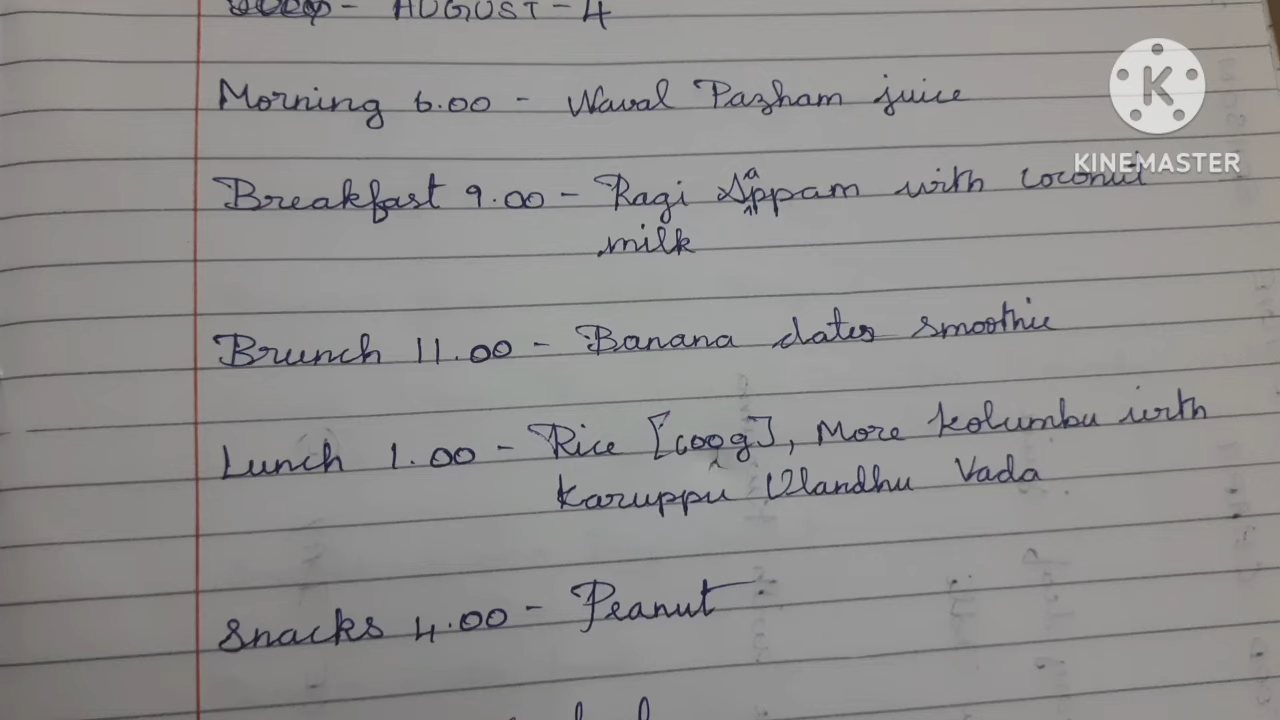 - AUGUST - 4
Morning 6.00 - Naval Pazham juice
Breakfast 9.00 - Ragi Aappam with coconut
milk
Brunch 11.00 - Banana dates smoothie
Lunch 1.00 - Rice [100g], More kolumbu with
Karuppu Ulandhu Vada
Snacks 4.00 - Peanut
KINEMASTER